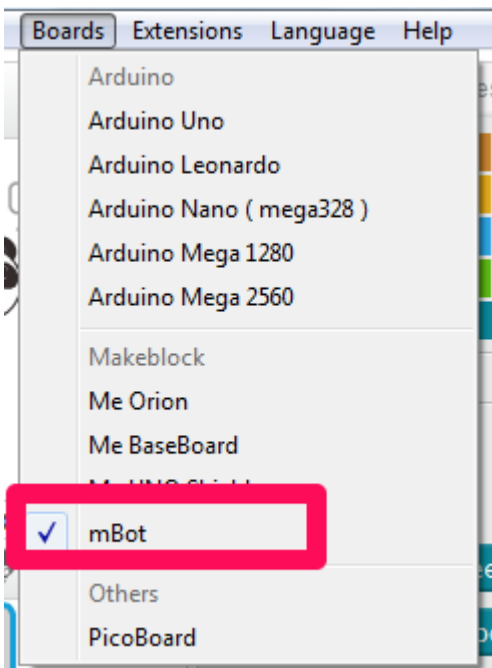 Boards Extensions Language Help
Arduino
Arduino Uno
Arduino Leonardo
Arduino Nano ( mega328 )
Arduino Mega 1280
Arduino Mega 2560
Makeblock
Me Orion
Me BaseBoard
mBot
Others
PicoBoard